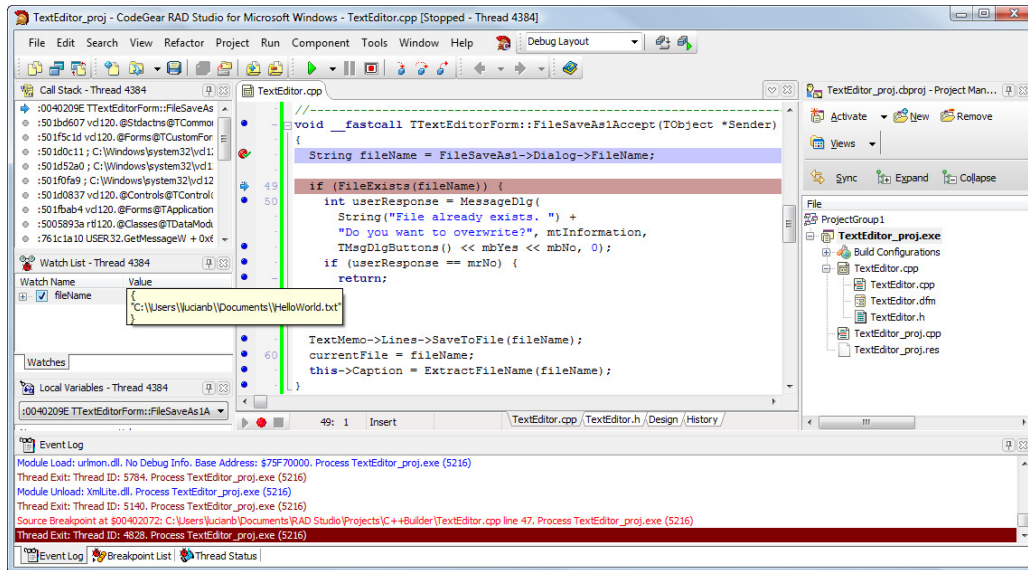 TextEditor_proj - CodeGear RAD Studio for Microsoft Windows - TextEditor.cpp [Stopped - Thread 4384]
File Edit Search View Refactor Project Run Component Tools Window Help Debug Layout
Call Stack - Thread 4384
:0040209E TTextEditorForm::FileSaveAs
:501bd607 vcl120.@Stdactns@TCommo
:501f5c1d vcl120.@Forms@TCustomFor
:501d0c11 ; C:\Windows\system32\vcl1
:501d52a0 ; C:\Windows\system32\vcl1
:501f0fa9 ; C:\Windows\system32\vcl12
:501d0837 vcl120.@Controls@TControl
:501fbab4 vcl120.@Forms@TApplication
:5005893a rtl120.@Classes@TDataMod
:761c1a10 USER32.GetMessageW + 0x6
Watch List - Thread 4384
Watch Name Value
fileName
{
"C:\\Users\\lucianb\\Documents\\HelloWorld.txt"
}
Watches
Local Variables - Thread 4384
:0040209E TTextEditorForm::FileSaveAs1A
TextEditor.cpp
//----------------------------------------------------------------
void __fastcall TTextEditorForm::FileSaveAs1Accept(TObject *Sender)
{
String fileName = FileSaveAs1->Dialog->FileName;
49 if (FileExists(fileName)) {
50 int userResponse = MessageDlg(
String("File already exists. ") +
"Do you want to overwrite?", mtInformation,
TMsgDlgButtons() << mbYes << mbNo, 0);
if (userResponse == mrNo) {
return;
TextMemo->Lines->SaveToFile(fileName);
60 currentFile = fileName;
this->Caption = ExtractFileName(fileName);
}
49: 1 Insert
TextEditor.cpp TextEditor.h Design History
TextEditor_proj.cbproj - Project Man...
Activate New Remove
Views
Sync Expand Collapse
File
ProjectGroup1
TextEditor_proj.exe
Build Configurations
TextEditor.cpp
TextEditor.cpp
TextEditor.dfm
TextEditor.h
TextEditor_proj.cpp
TextEditor_proj.res
Event Log
Module Load: urlmon.dll. No Debug Info. Base Address: $75F70000. Process TextEditor_proj.exe (5216)
Thread Exit: Thread ID: 5784. Process TextEditor_proj.exe (5216)
Module Unload: XmlLite.dll. Process TextEditor_proj.exe (5216)
Thread Exit: Thread ID: 5140. Process TextEditor_proj.exe (5216)
Source Breakpoint at $00402072: C:\Users\lucianb\Documents\RAD Studio\Projects\C++Builder\TextEditor.cpp line 47. Process TextEditor_proj.exe (5216)
Thread Exit: Thread ID: 4828. Process TextEditor_proj.exe (5216)
Event Log Breakpoint List Thread Status